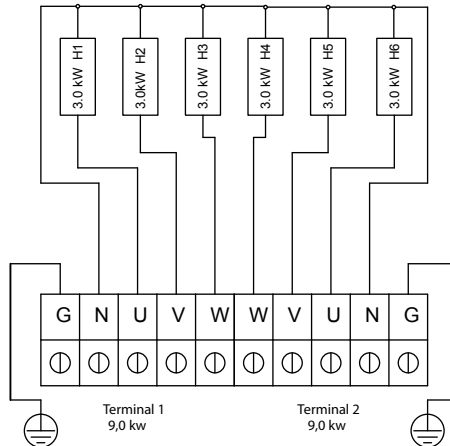 3.0 kW H1
3.0kW H2
3.0 kW H3
3.0 kW H4
3.0 kW H5
3.0 kW H6
G N U V W W V U N G
Terminal 1
9,0 kw
Terminal 2
9,0 kw